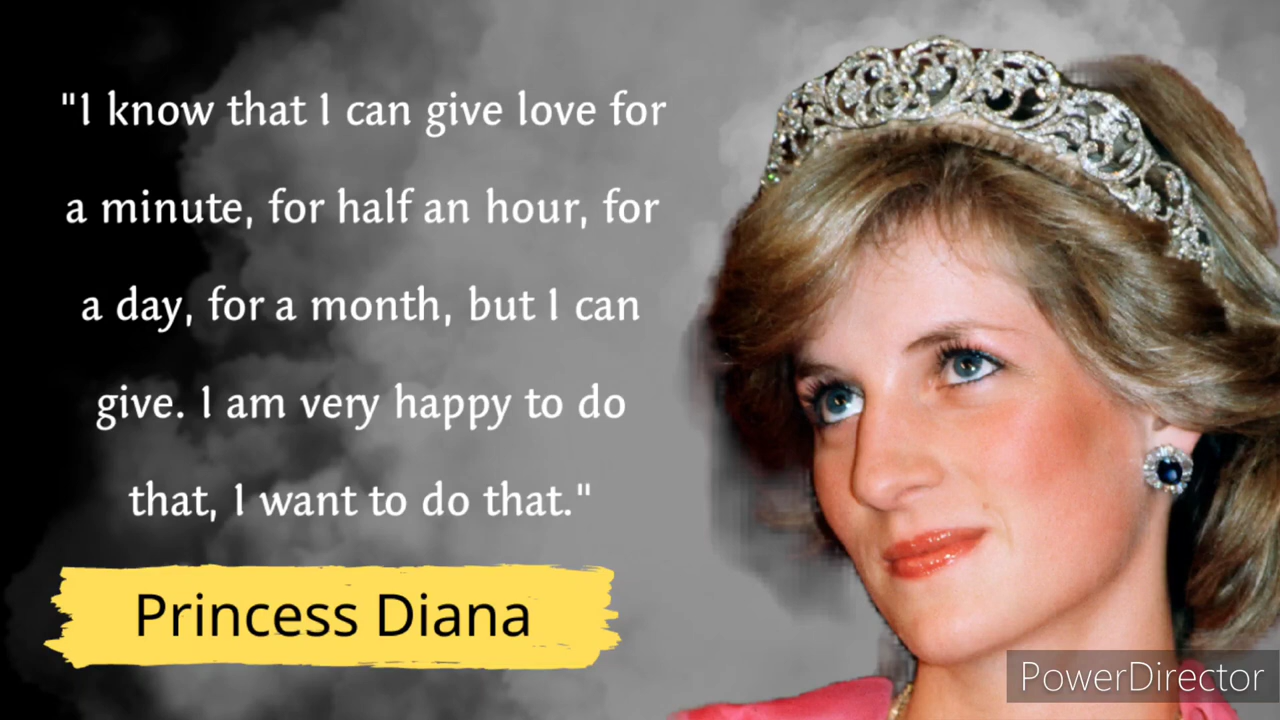 "I know that I can give love for
a minute, for half an hour, for
a day, for a month, but I can
give. I am very happy to do
that, I want to do that."
Princess Diana
PowerDirector